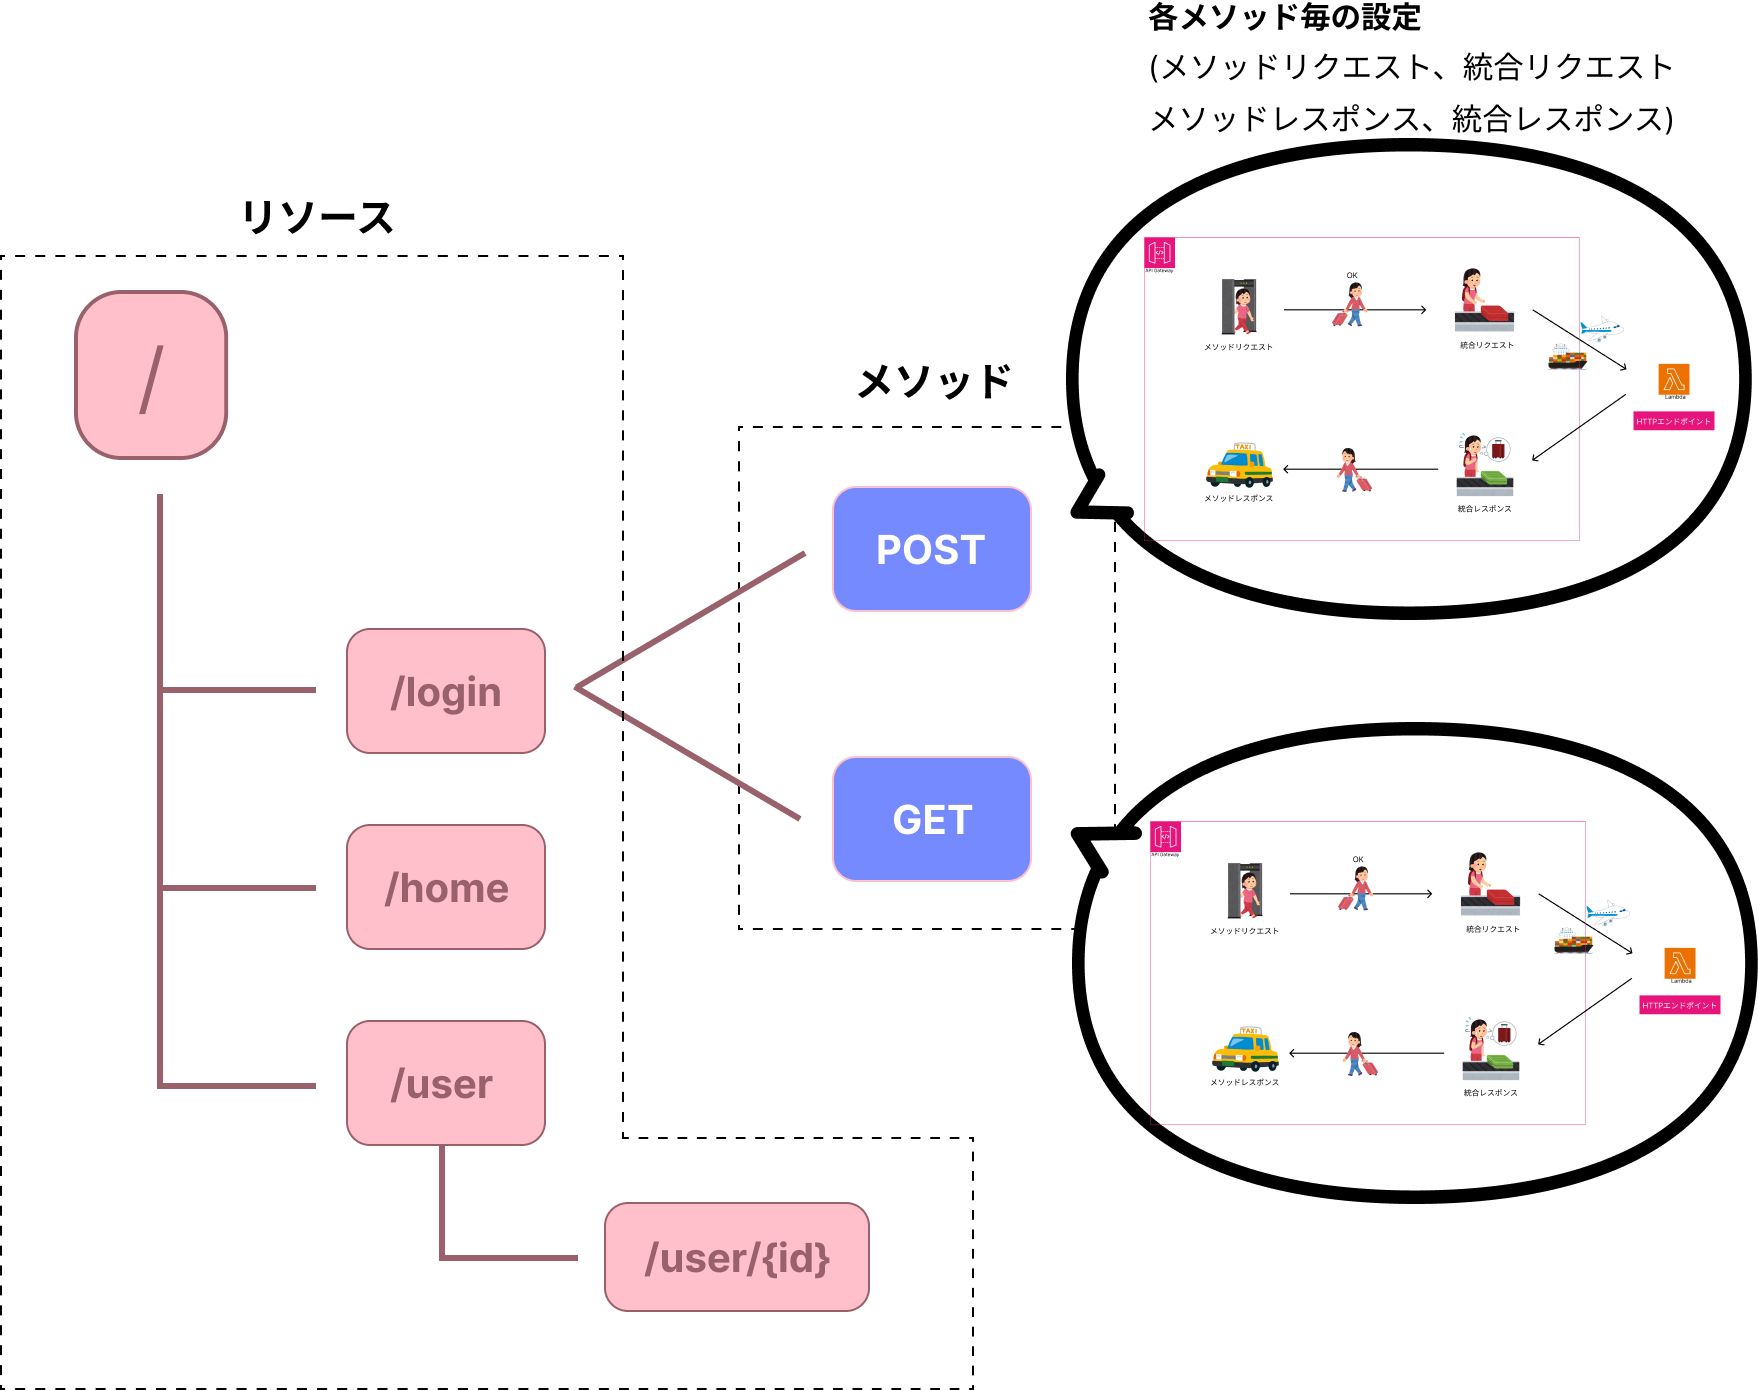 各メソッド毎の設定
(メソッドリクエスト、統合リクエスト
メソッドレスポンス、統合レスポンス)
リソース
/
/login
/home
/user
/user/{id}
メソッド
POST
GET
API Gateway
メソッドリクエスト
OK
統合リクエスト
Lambda
HTTPエンドポイント
TAXI
メソッドレスポンス
統合レスポンス
API Gateway
メソッドリクエスト
OK
統合リクエスト
Lambda
HTTPエンドポイント
TAXI
メソッドレスポンス
統合レスポンス